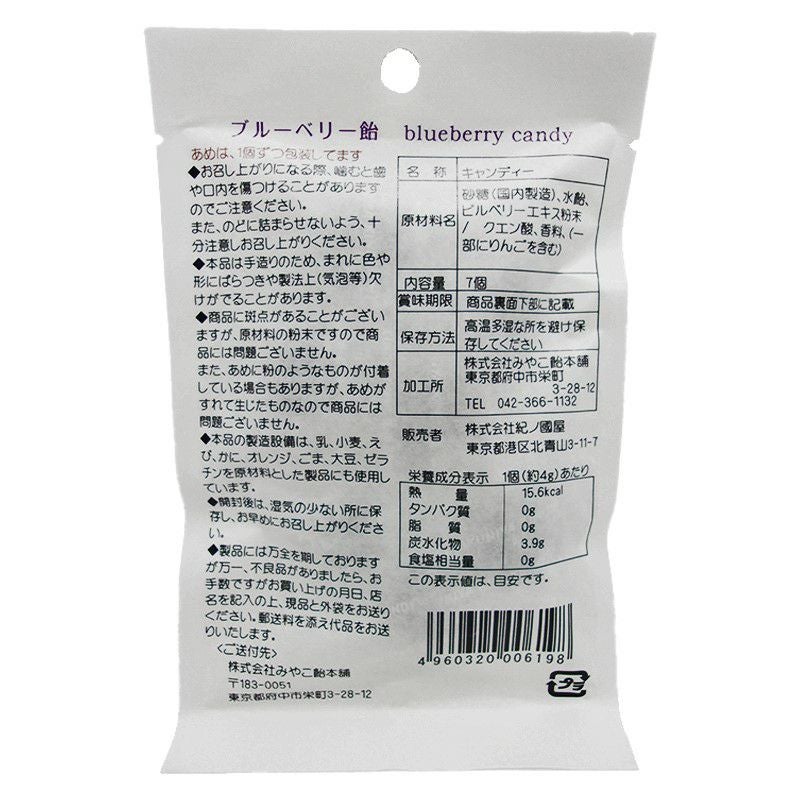 ブルーベリー飴 blueberry candy
あめは、1個ずつ包装してます
◆お召し上がりになる際、噛むと歯
や口内を傷つけることがあります
のでご注意ください。
また、のどに詰まらせないよう、十
分注意しお召し上がりください。
◆本品は手造りのため、まれに色や
形にばらつきや製法上(気泡等)欠
けがでることがあります。
◆商品に斑点があることがござい
ますが、原材料の粉末ですので商
品には問題ございません。
また、あめに粉のようなものが付着
している場合もありますが、あめが
すれて生じたものなので商品には
問題ございません。
◆本品の製造設備は、乳、小麦、え
び、かに、オレンジ、ごま、大豆、ゼラ
チンを原材料とした製品にも使用し
ています。
◆開封後は、湿気の少ない所に保
存し、お早めにお召し上がりくださ
い。
◆製品には万全を期しております
が万一、不良品がありましたら、お
手数ですがお買い上げの月日、店
名を記入の上、現品と外袋をお送り
ください。郵送料を添え代品をお送
りいたします。
<ご送付先>
株式会社みやこ飴本舗
〒183-0051
東京都府中市栄町3-28-12
名 称 キャンディー
原材料名 砂糖(国内製造)、水飴、
ビルベリーエキス粉末
/ クエン酸、香料、(一
部にりんごを含む)
内容量 7個
賞味期限 商品裏面下部に記載
保存方法 高温多湿な所を避け保
存してください
加工所 株式会社みやこ飴本舗
東京都府中市栄町
3-28-12
TEL 042-366-1132
販売者 株式会社紀ノ國屋
東京都港区北青山3-11-7
栄養成分表示 1個(約4g)あたり
熱 量 15.6kcal
タンパク質 0g
脂 質 0g
炭水化物 3.9g
食塩相当量 0g
この表示値は、目安です。
4 960320 006198
プラ